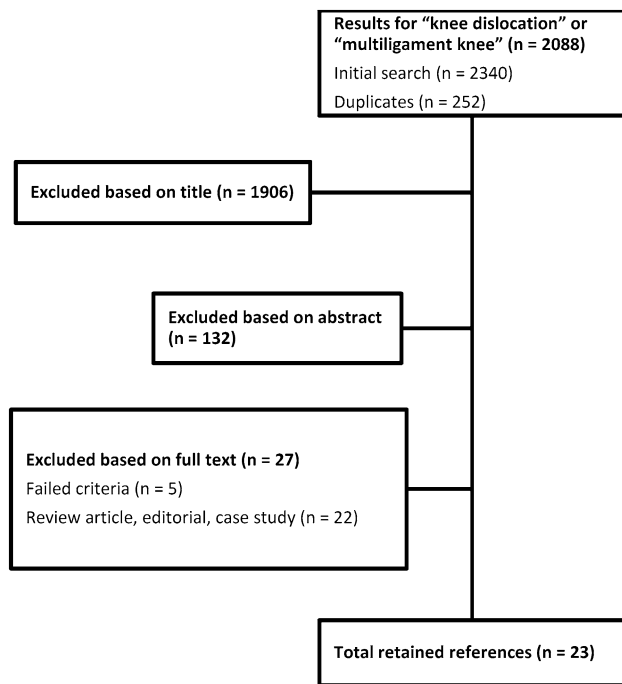 Results for “knee dislocation” or
“multiligament knee” (n = 2088)
Initial search (n = 2340)
Duplicates (n = 252)
Excluded based on title (n = 1906)
Excluded based on abstract
(n = 132)
Excluded based on full text (n = 27)
Failed criteria (n = 5)
Review article, editorial, case study (n = 22)
Total retained references (n = 23)